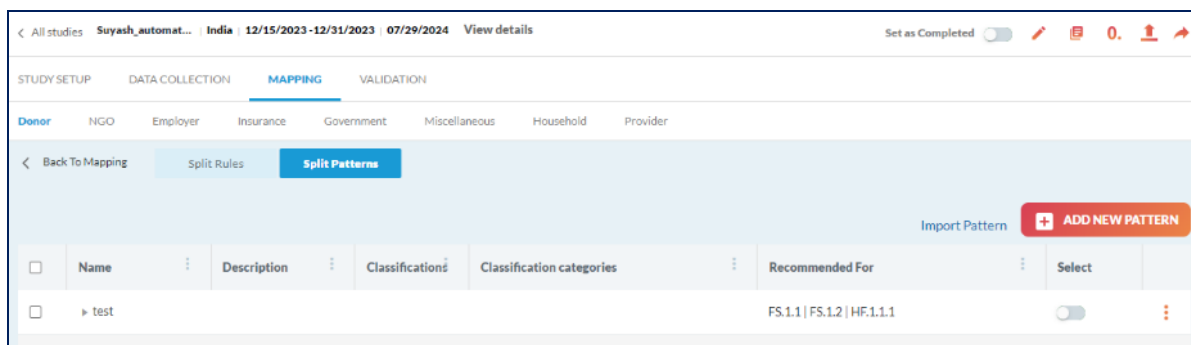 All studies Suyash_automat... | India | 12/15/2023-12/31/2023 | 07/29/2024 View details Set as Completed 0.
STUDY SETUP DATA COLLECTION MAPPING VALIDATION
Donor NGO Employer Insurance Government Miscellaneous Household Provider
Back To Mapping Split Rules Split Patterns
Import Pattern ADD NEW PATTERN
Name Description Classifications Classification categories Recommended For Select
test FS.1.1 | FS.1.2 | HF.1.1.1